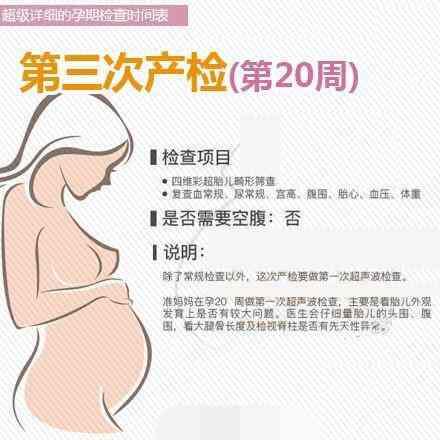 超级详细的孕期检查时间表
第三次产检(第20周)
检查项目
● 四维彩超胎儿畸形筛查
● 复查血常规、尿常规、宫高、腹围、胎心、血压、体重
是否需要空腹：否
说明：
除了常规检查以外，这次产检要做第一次超声波检查。
准妈妈在孕20 周做第一次超声波检查，主要是看胎儿外观
发育上是否有较大问题。医生会仔细量胎儿的头围、腹
围，看大腿骨长度及检视脊柱是否有先天性异常。